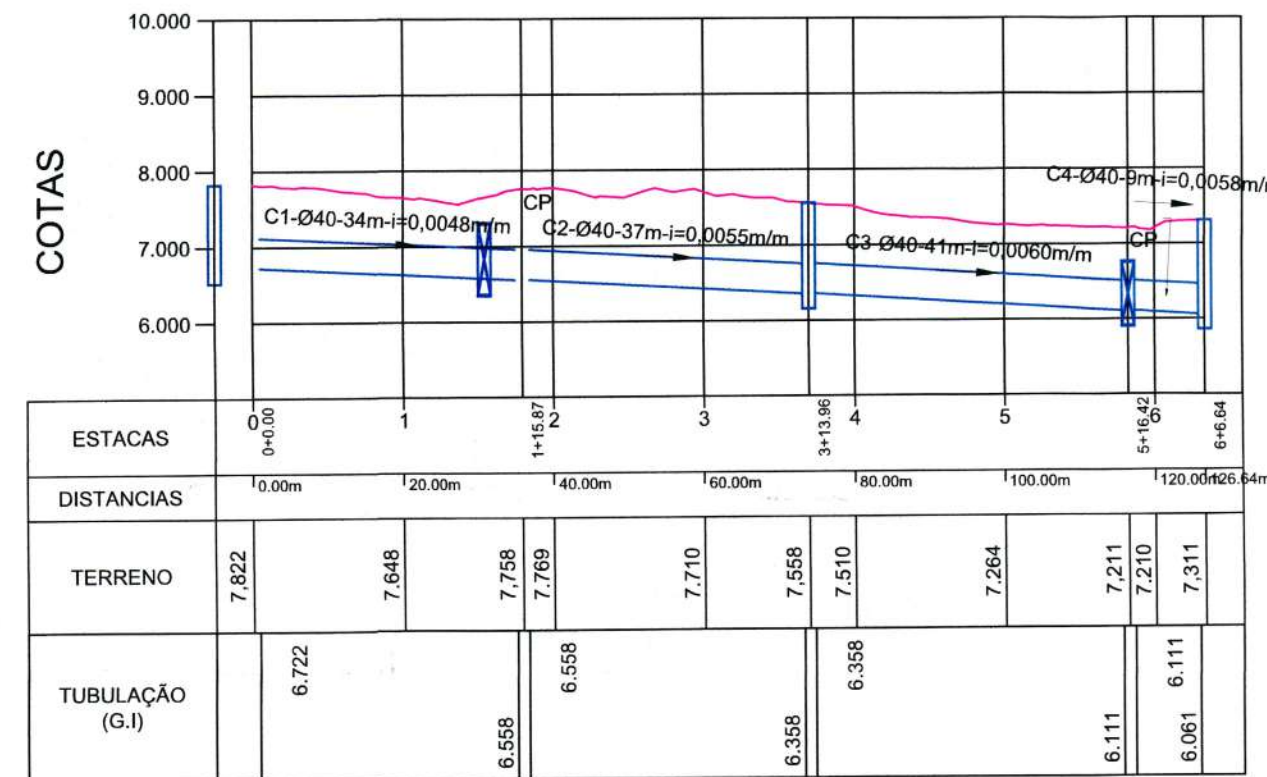 10.000
9.000
8.000
7.000
6.000
COTAS
C1-Ø40-34m-i=0,0048m/m
CP
C2-Ø40-37m-i=0,0055m/m
C3-Ø40-41m-i=0,0060m/m
C4-Ø40-9m-i=0,0058m/m
CP
ESTACAS
0 1 2 3 4 5 6
0+0.00 1+15.87 3+13.96 5+16.42 6+6.64
DISTANCIAS
0.00m 20.00m 40.00m 60.00m 80.00m 100.00m 120.00m 126.64m
TERRENO
7,822 7.648 7,758 7.769 7.710 7,558 7.510 7.264 7,211 7.210 7,311
TUBULAÇÃO
(G.I)
6.722 6.558 6.558 6.358 6.358 6.111 6.111 6.061